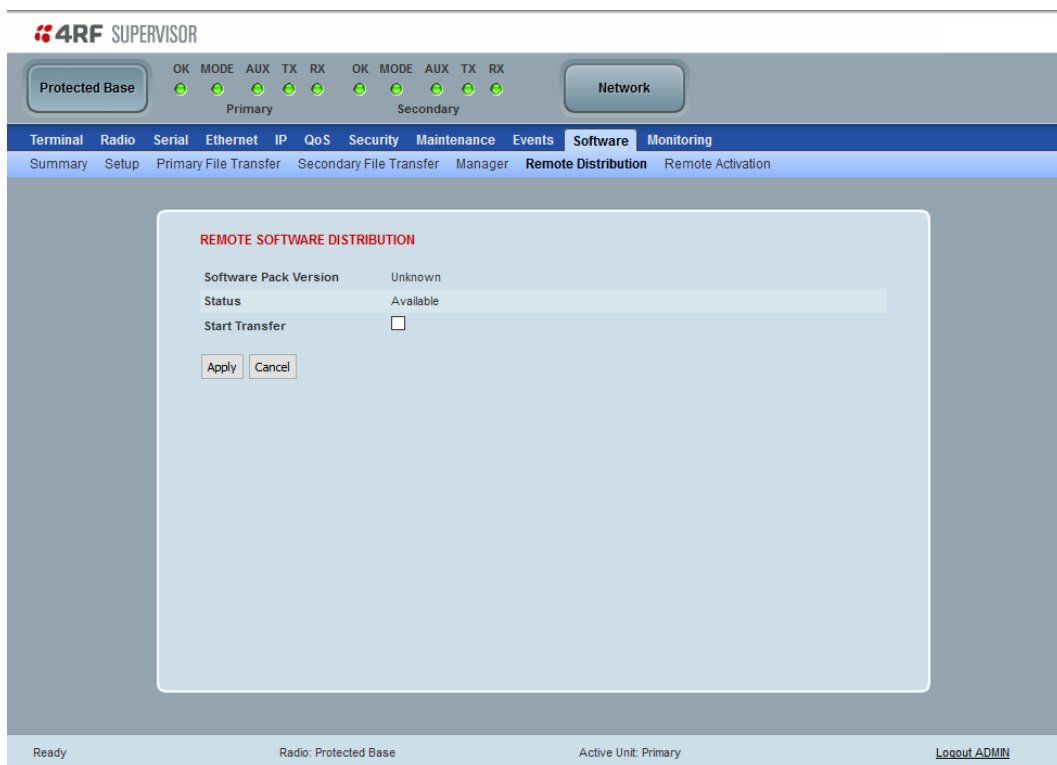 4RF SUPERVISOR
Protected Base
OK MODE AUX TX RX
Primary
OK MODE AUX TX RX
Secondary
Network
Terminal Radio Serial Ethernet IP QoS Security Maintenance Events Software Monitoring
Summary Setup Primary File Transfer Secondary File Transfer Manager Remote Distribution Remote Activation
REMOTE SOFTWARE DISTRIBUTION
Software Pack Version Unknown
Status Available
Start Transfer
Apply Cancel
Ready Radio: Protected Base Active Unit: Primary Logout ADMIN